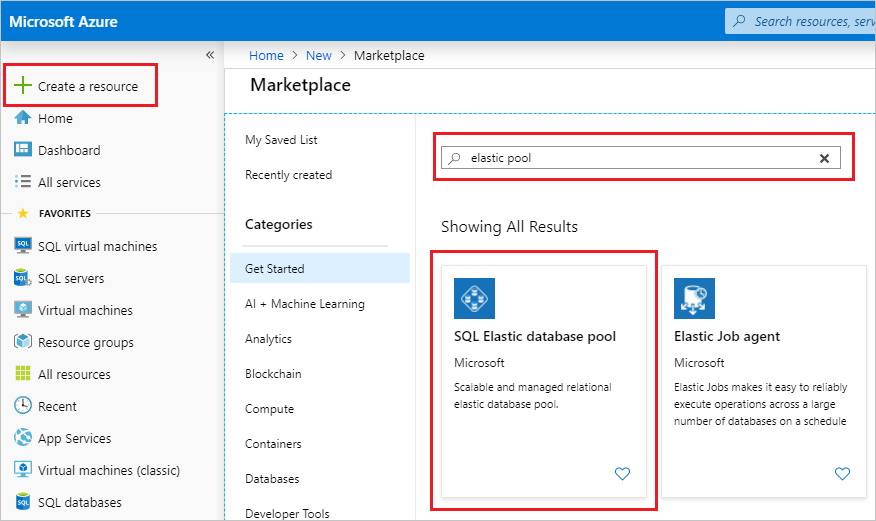 Microsoft Azure
Search resources, serv
«
Create a resource
Home
Dashboard
All services
FAVORITES
SQL virtual machines
SQL servers
Virtual machines
Resource groups
All resources
Recent
App Services
Virtual machines (classic)
SQL databases
Home > New > Marketplace
Marketplace
My Saved List
Recently created
Categories
Get Started
AI + Machine Learning
Analytics
Blockchain
Compute
Containers
Databases
Developer Tools
elastic pool
Showing All Results
SQL Elastic database pool
Microsoft
Scalable and managed relational
elastic database pool.
Elastic Job agent
Microsoft
Elastic Jobs makes it easy to reliably
execute operations across a large
number of databases on a schedule